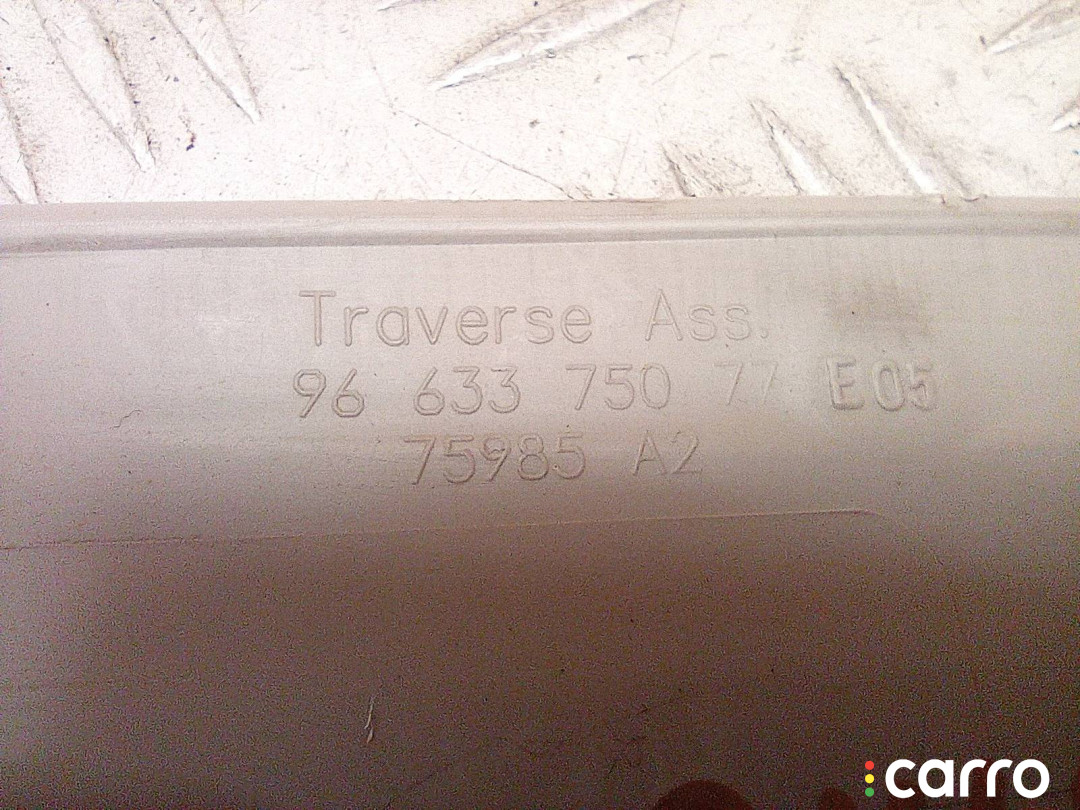 Traverse Ass.
96 633 750 77 E05
75985 A2
carro